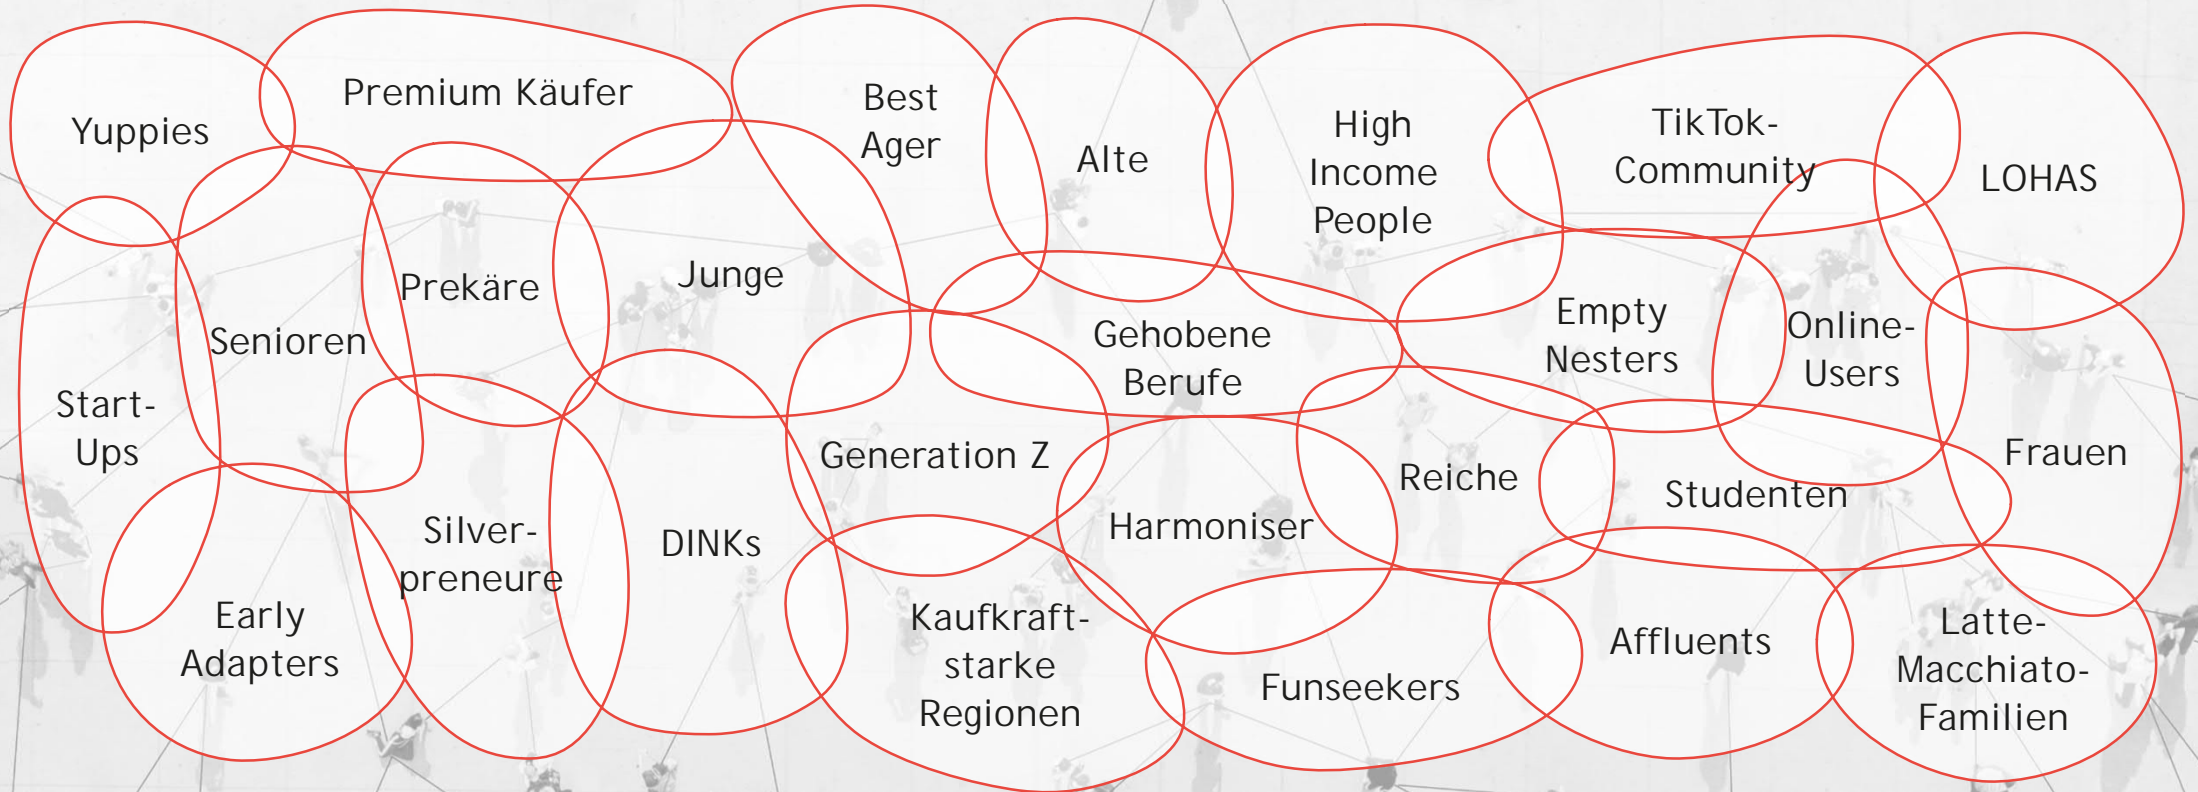 Yuppies
Premium Käufer
Best
Ager
Alte
High
Income
People
TikTok-
Community
LOHAS
Start-
Ups
Senioren
Prekäre
Junge
Gehobene
Berufe
Empty
Nesters
Online-
Users
Frauen
Early
Adapters
Silver-
preneure
DINKs
Generation Z
Harmoniser
Reiche
Studenten
Kaufkraft-
starke
Regionen
Funseekers
Affluents
Latte-
Macchiato-
Familien